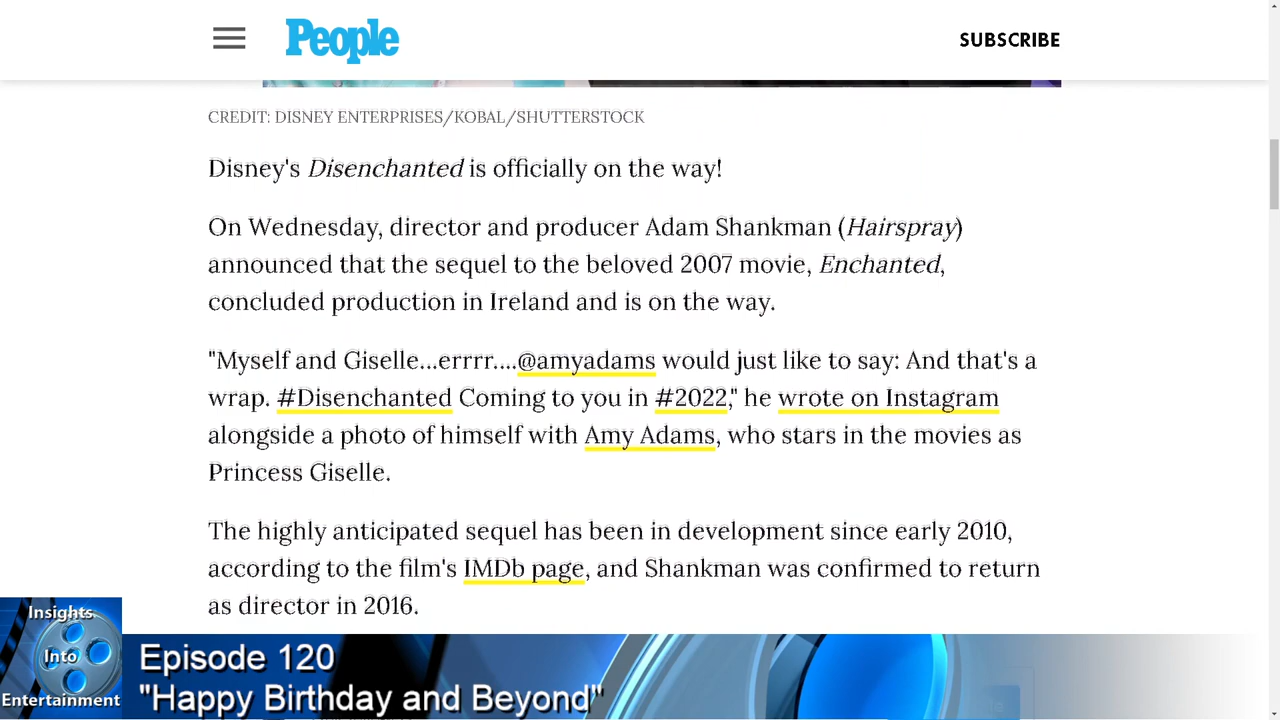 People
SUBSCRIBE
CREDIT: DISNEY ENTERPRISES/KOBAL/SHUTTERSTOCK
Disney's Disenchanted is officially on the way!
On Wednesday, director and producer Adam Shankman (Hairspray)
announced that the sequel to the beloved 2007 movie, Enchanted,
concluded production in Ireland and is on the way.
"Myself and Giselle...errrr....@amyadams would just like to say: And that's a
wrap. #Disenchanted Coming to you in #2022," he wrote on Instagram
alongside a photo of himself with Amy Adams, who stars in the movies as
Princess Giselle.
The highly anticipated sequel has been in development since early 2010,
according to the film's IMDb page, and Shankman was confirmed to return
as director in 2016.
Insights
Into
Entertainment
Episode 120
"Happy Birthday and Beyond"